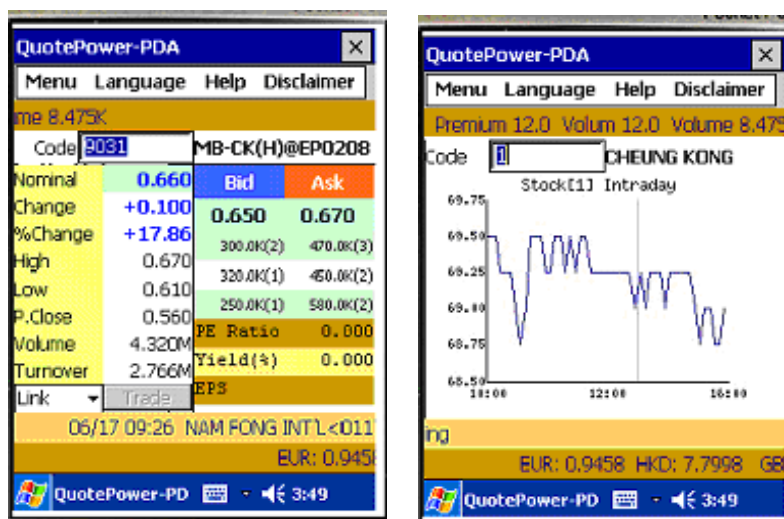 QuotePower-PDA
Menu Language Help Disclaimer
me 8.475K
Code 9031 MB-CK(H)@EP0208
Nominal 0.660 Bid Ask
Change +0.100 0.650 0.670
%Change +17.86 300.0K(2) 470.0K(3)
High 0.670
Low 0.610 320.0K(1) 450.0K(2)
P.Close 0.560 250.0K(1) 580.0K(2)
Volume 4.320M PE Ratio 0.000
Turnover 2.766M Yield(%) 0.000
Link Trade EPS
06/17 09:26 NAM FONG INT'L<011
EUR: 0.9458
QuotePower-PD 3:49
QuotePower-PDA
Menu Language Help Disclaimer
Premium 12.0 Volum 12.0 Volume 8.475
Code 1 CHEUNG KONG
Stock[1] Intraday
69.75
69.50
69.25
69.00
68.75
68.50
10:00 12:00 16:00
ng
EUR: 0.9458 HKD: 7.7998 GB
QuotePower-PD 3:49